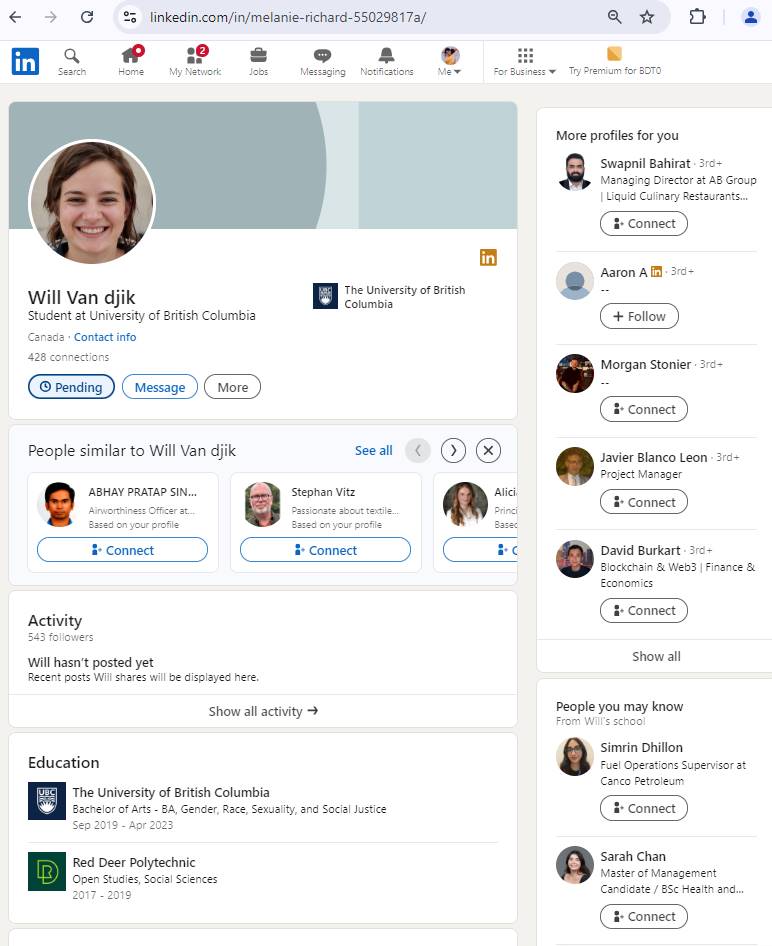 linkedin.com/in/melanie-richard-55029817a/
in
Search
Home
2
My Network
Jobs
Messaging
Notifications
Me
For Business
Try Premium for BDT0
in
Will Van djik
Student at University of British Columbia
Canada · Contact info
428 connections
Pending
Message
More
UBC
The University of British
Columbia
People similar to Will Van djik
See all
ABHAY PRATAP SIN...
Airworthiness Officer at...
Based on your profile
Connect
Stephan Vitz
Passionate about textile...
Based on your profile
Connect
Alici
Princi
Based
C
Activity
543 followers
Will hasn't posted yet
Recent posts Will shares will be displayed here.
Show all activity →
Education
UBC
The University of British Columbia
Bachelor of Arts - BA, Gender, Race, Sexuality, and Social Justice
Sep 2019 - Apr 2023
Red Deer Polytechnic
Open Studies, Social Sciences
2017 - 2019
More profiles for you
Swapnil Bahirat · 3rd+
Managing Director at AB Group
| Liquid Culinary Restaurants...
Connect
Aaron A in · 3rd+
--
+ Follow
Morgan Stonier · 3rd+
--
Connect
Javier Blanco Leon · 3rd+
Project Manager
Connect
David Burkart · 3rd+
Blockchain & Web3 | Finance &
Economics
Connect
Show all
People you may know
From Will's school
Simrin Dhillon
Fuel Operations Supervisor at
Canco Petroleum
Connect
Sarah Chan
Master of Management
Candidate / BSc Health and...
Connect